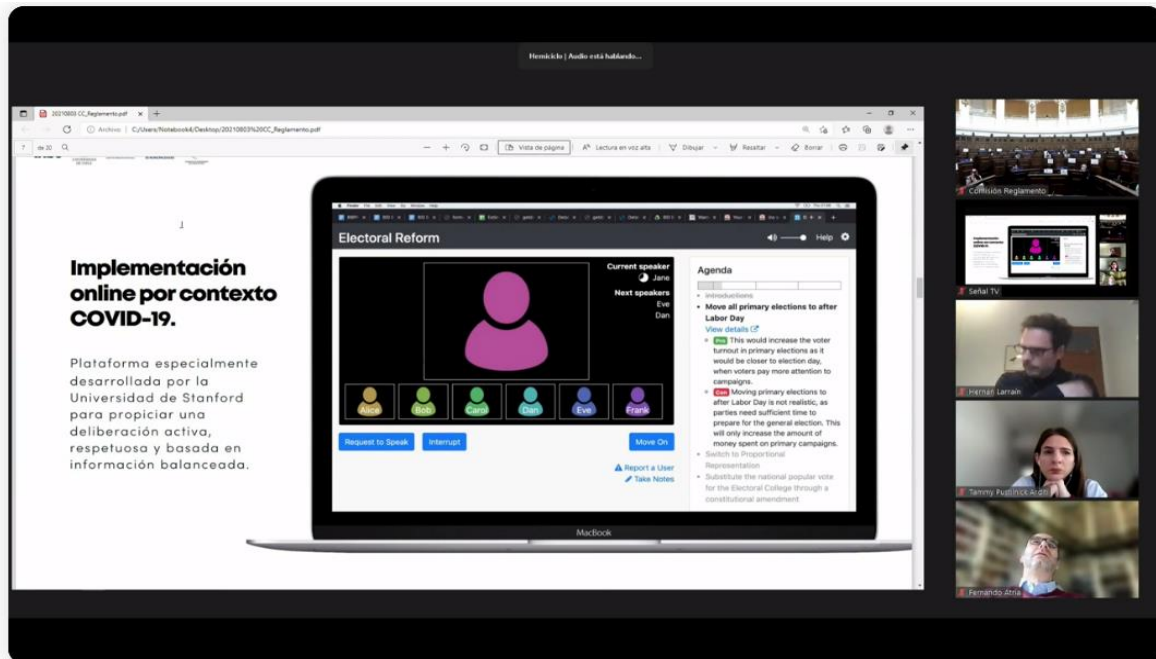 Hemiciclo | Audio está hablando...
20210803 CC_Reglamento.pdf
Archivo | C:/Users/Notebook4/Desktop/20210803%20CC_Reglamento.pdf
7 de 20
Vista de página
Lectura en voz alta
Dibujar
Resaltar
Borrar
Implementación
online por contexto
COVID-19.
Plataforma especialmente
desarrollada por la
Universidad de Stanford
para propiciar una
deliberación activa,
respetuosa y basada en
información balanceada.
Electoral Reform
Help
Current speaker
Jane
Next speakers
Eve
Dan
Alice
Bob
Carol
Dan
Eve
Frank
Request to Speak
Interrupt
Move On
Report a User
Take Notes
Agenda
Introductions
Move all primary elections to after
Labor Day
View details
Pro This would increase the voter
turnout in primary elections as it
would be closer to election day,
when voters pay more attention to
campaigns.
Con Moving primary elections to
after Labor Day is not realistic, as
parties need sufficient time to
prepare for the general election. This
will only increase the amount of
money spent on primary campaigns.
Switch to Proportional
Representation
Substitute the national popular vote
for the Electoral College through a
constitutional amendment
MacBook
Comisión Reglamento
Señal TV
Hernan Larraín
Tammy Pustilnick Arditi
Fernando Atria